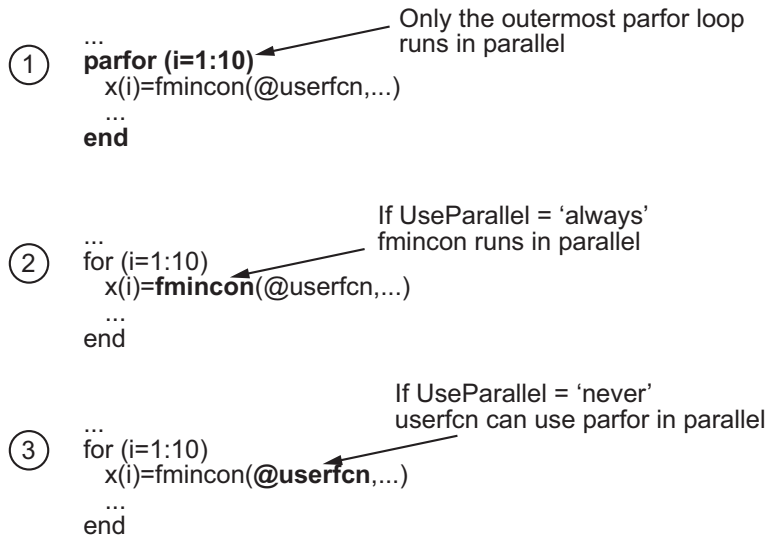 Only the outermost parfor loop
runs in parallel
1
...
parfor (i=1:10)
x(i)=fmincon(@userfcn,...)
...
end
If UseParallel = ‘always’
fmincon runs in parallel
2
...
for (i=1:10)
x(i)=fmincon(@userfcn,...)
...
end
If UseParallel = ‘never’
userfcn can use parfor in parallel
3
...
for (i=1:10)
x(i)=fmincon(@userfcn,...)
...
end